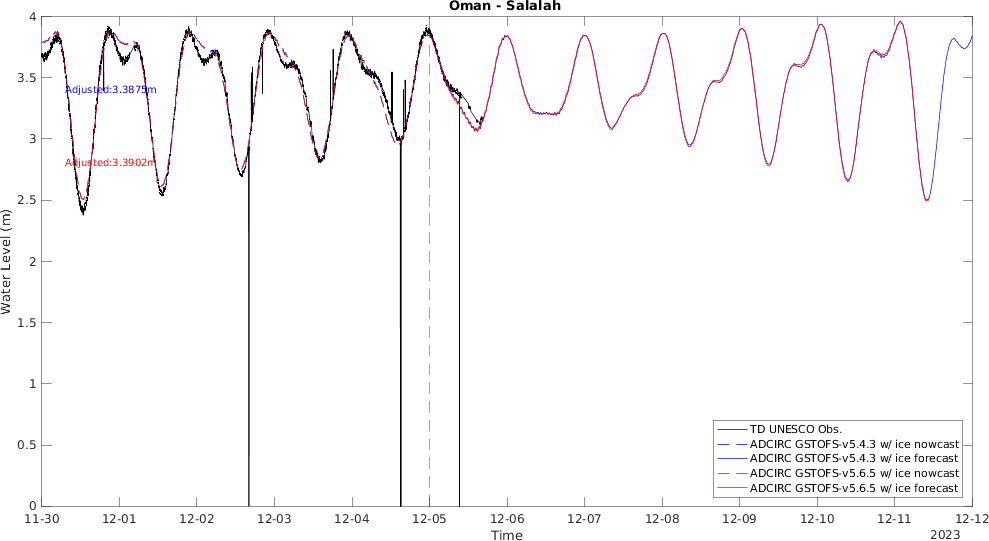 Oman - Salalah
4
3.5
3
2.5
2
1.5
1
0.5
0
Water Level (m)
Adjusted:3.3875m
Adjusted:3.3902m
TD UNESCO Obs.
ADCIRC GSTOFS-v5.4.3 w/ ice nowcast
ADCIRC GSTOFS-v5.4.3 w/ ice forecast
ADCIRC GSTOFS-v5.6.5 w/ ice nowcast
ADCIRC GSTOFS-v5.6.5 w/ ice forecast
11-30 12-01 12-02 12-03 12-04 12-05 12-06 12-07 12-08 12-09 12-10 12-11 12-12
Time
2023